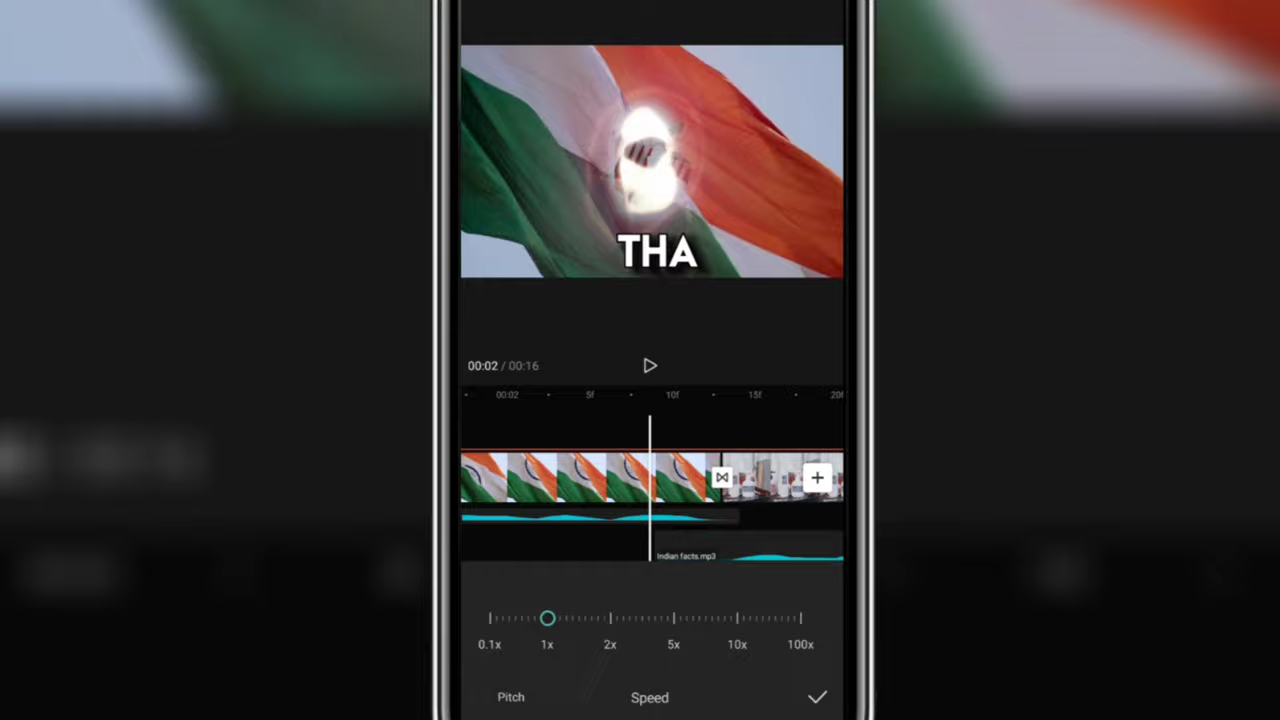 THA
00:02 / 00:16
00:02 5f 10f 15f 20f
Indian facts.mp3
0.1x 1x 2x 5x 10x 100x
Pitch Speed